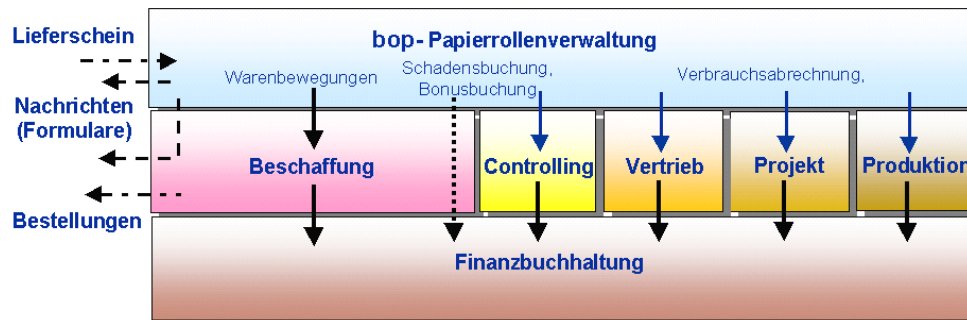 Lieferschein
bop-Papierrollenverwaltung
Warenbewegungen
Schadensbuchung,
Bonusbuchung
Verbrauchsabrechnung,
Nachrichten
(Formulare)
Beschaffung
Controlling
Vertrieb
Projekt
Produktion
Bestellungen
Finanzbuchhaltung